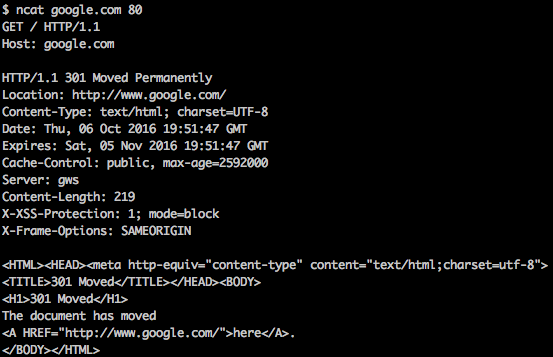 $ ncat google.com 80
GET / HTTP/1.1
Host: google.com

HTTP/1.1 301 Moved Permanently
Location: http://www.google.com/
Content-Type: text/html; charset=UTF-8
Date: Thu, 06 Oct 2016 19:51:47 GMT
Expires: Sat, 05 Nov 2016 19:51:47 GMT
Cache-Control: public, max-age=2592000
Server: gws
Content-Length: 219
X-XSS-Protection: 1; mode=block
X-Frame-Options: SAMEORIGIN

<HTML><HEAD><meta http-equiv="content-type" content="text/html;charset=utf-8">
<TITLE>301 Moved</TITLE></HEAD><BODY>
<H1>301 Moved</H1>
The document has moved
<A HREF="http://www.google.com/">here</A>.
</BODY></HTML>